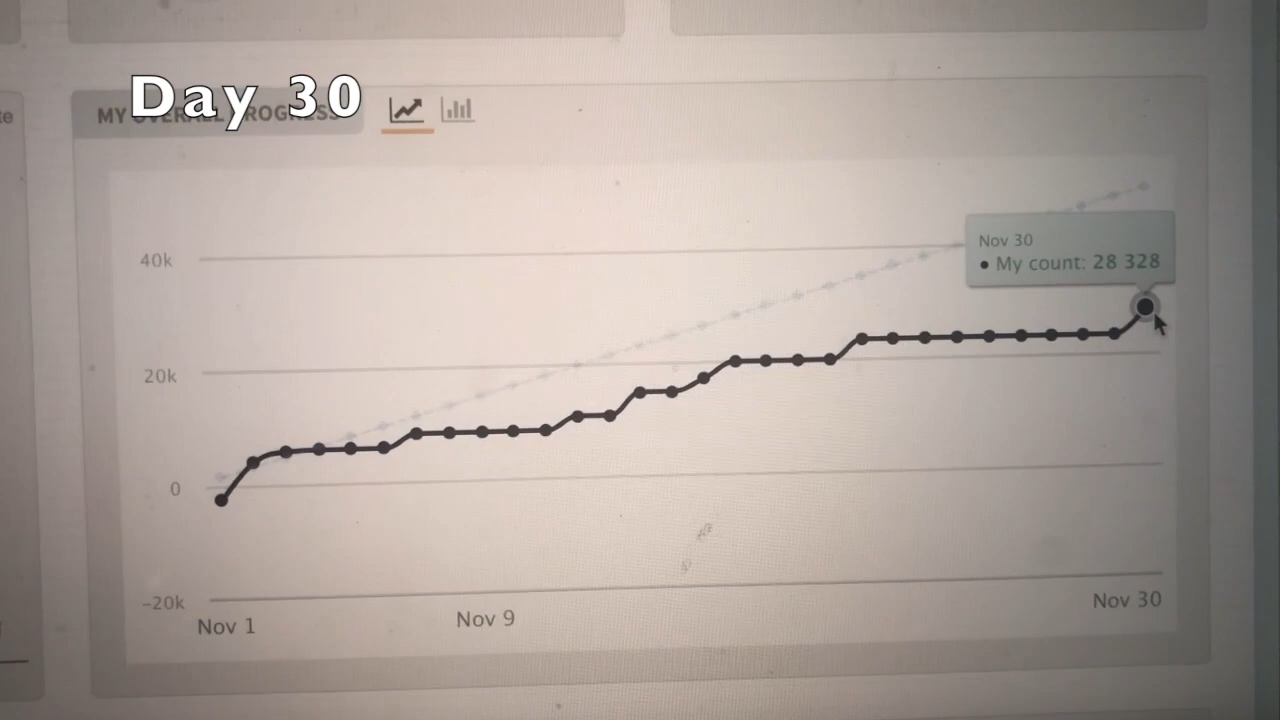 Day 30
MY OVERALL PROGRESS
Nov 30
My count: 28 328
40k
20k
0
-20k
Nov 1
Nov 9
Nov 30